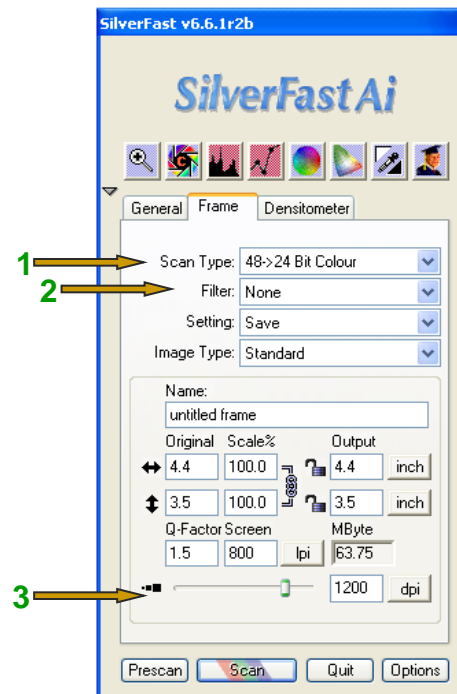 SilverFast v6.6.1r2b
SilverFast Ai
C
General Frame Densitometer
1 Scan Type: 48->24 Bit Colour
2 Filter: None
Setting: Save
Image Type: Standard
Name:
untitled frame
Original Scale% Output
4.4 100.0 4.4 inch
3.5 100.0 3.5 inch
Q-Factor Screen MByte
1.5 800 lpi 63.75
3 1200 dpi
Prescan Scan Quit Options